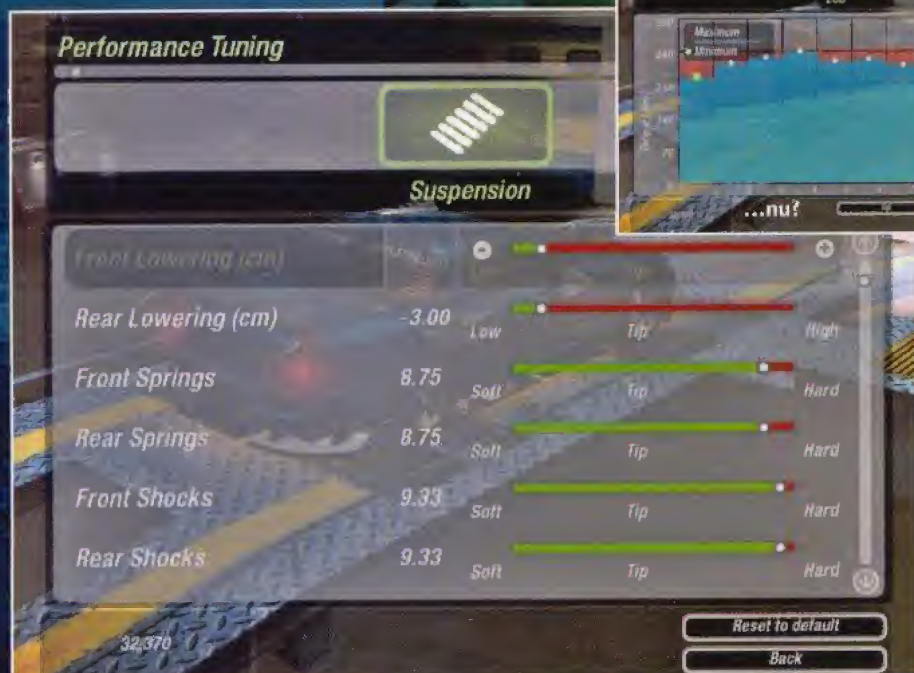 Performance Tuning
Maximum
Minimum
...nu?
Suspension
Front Lowering (cm)
Rear Lowering (cm) -3.00 Low Tip High
Front Springs 8.75 Soft Tip Hard
Rear Springs 8.75 Soft Tip Hard
Front Shocks 9.33 Soft Tip Hard
Rear Shocks 9.33 Soft Tip Hard
32,370
Reset to default
Back